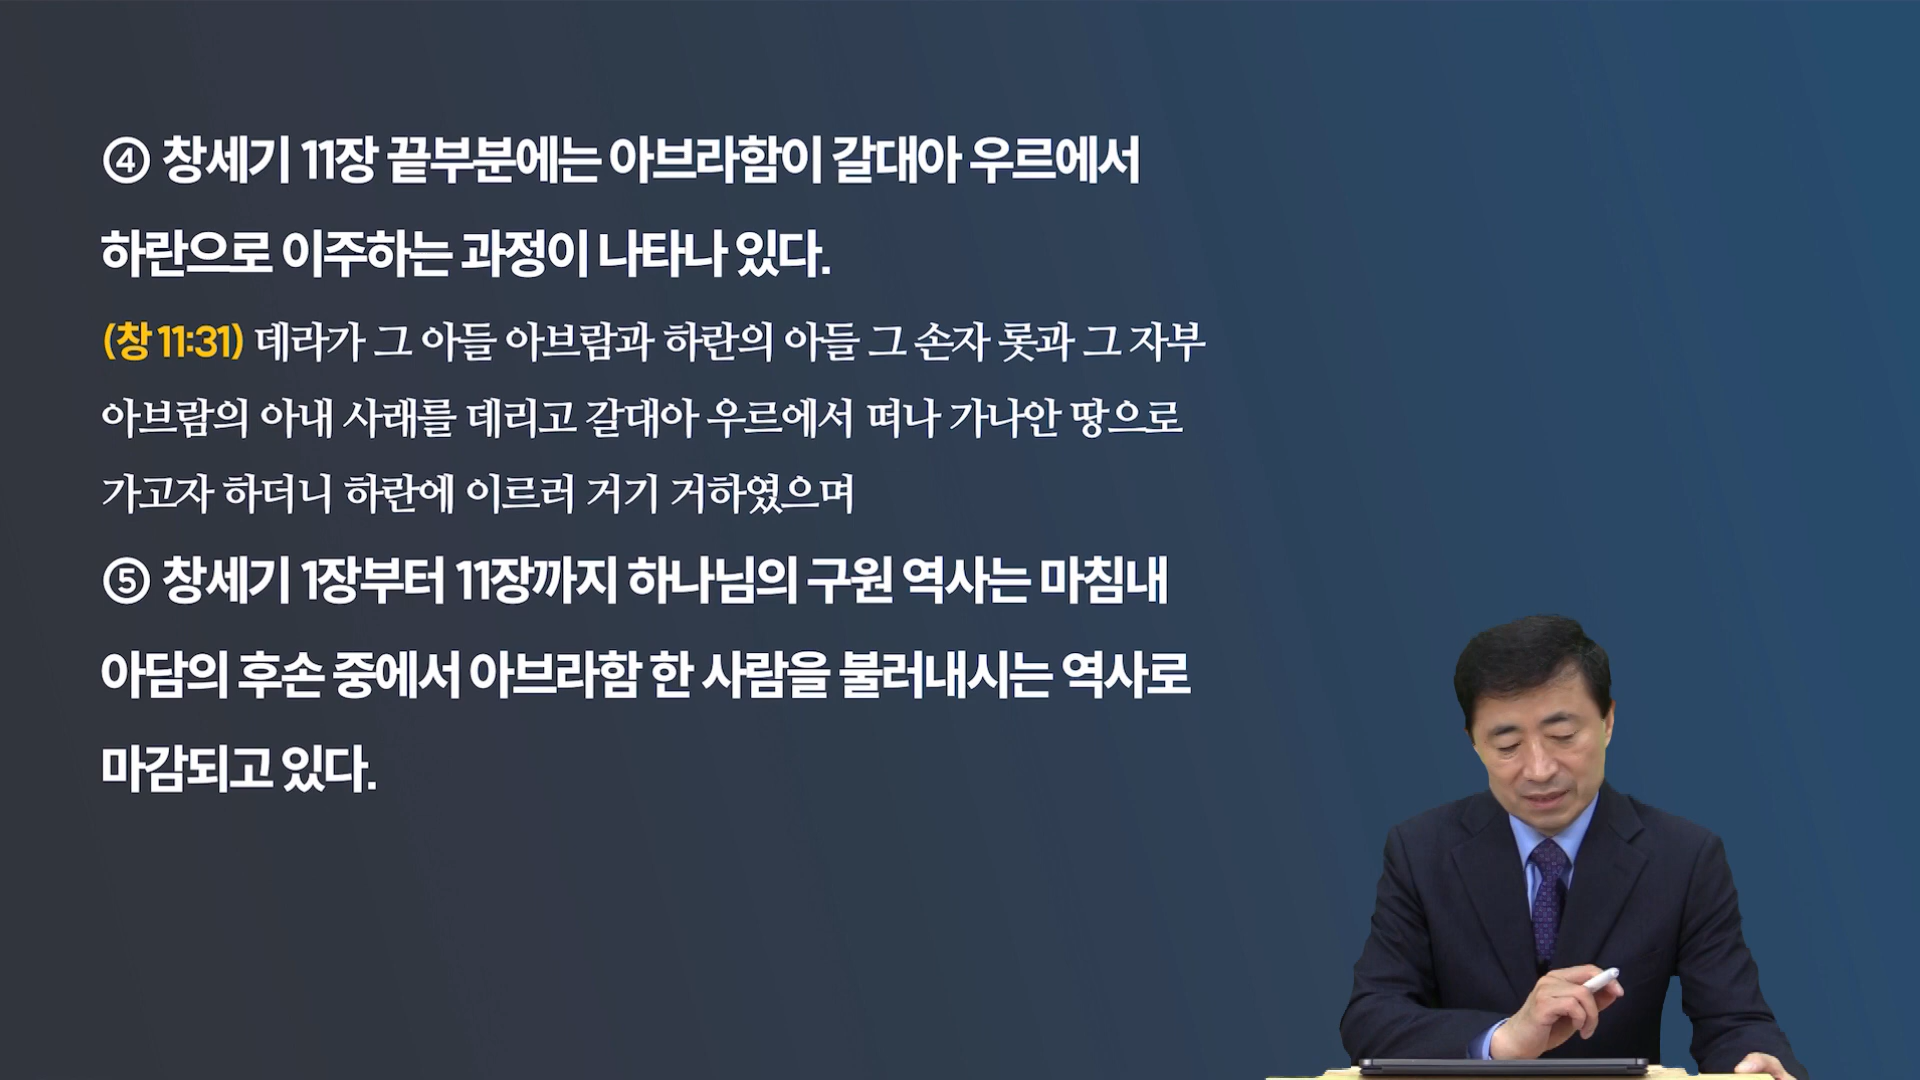 ④ 창세기 11장 끝부분에는 아브라함이 갈대아 우르에서
하란으로 이주하는 과정이 나타나 있다.
(창 11:31) 데라가 그 아들 아브람과 하란의 아들 그 손자 롯과 그 자부
아브람의 아내 사래를 데리고 갈대아 우르에서 떠나 가나안 땅으로
가고자 하더니 하란에 이르러 거기 거하였으며
⑤ 창세기 1장부터 11장까지 하나님의 구원 역사는 마침내
아담의 후손 중에서 아브라함 한 사람을 불러내시는 역사로
마감되고 있다.